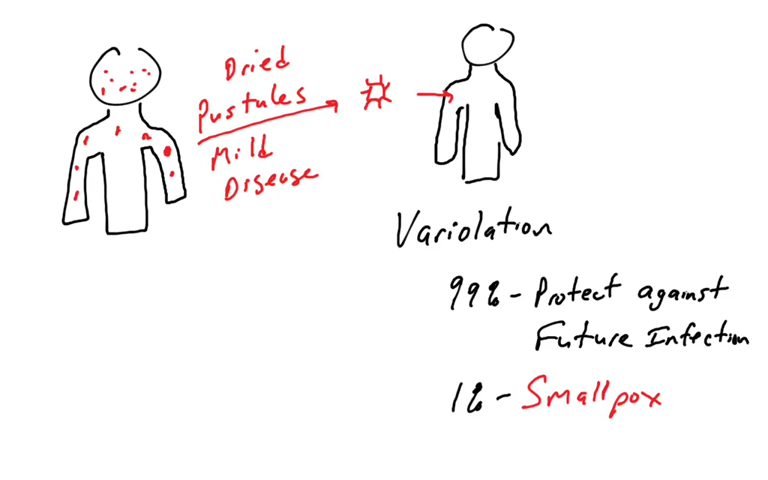 Dried
Pustules
Mild
Disease
Variolation
99% - Protect against
Future Infection
1% - Smallpox